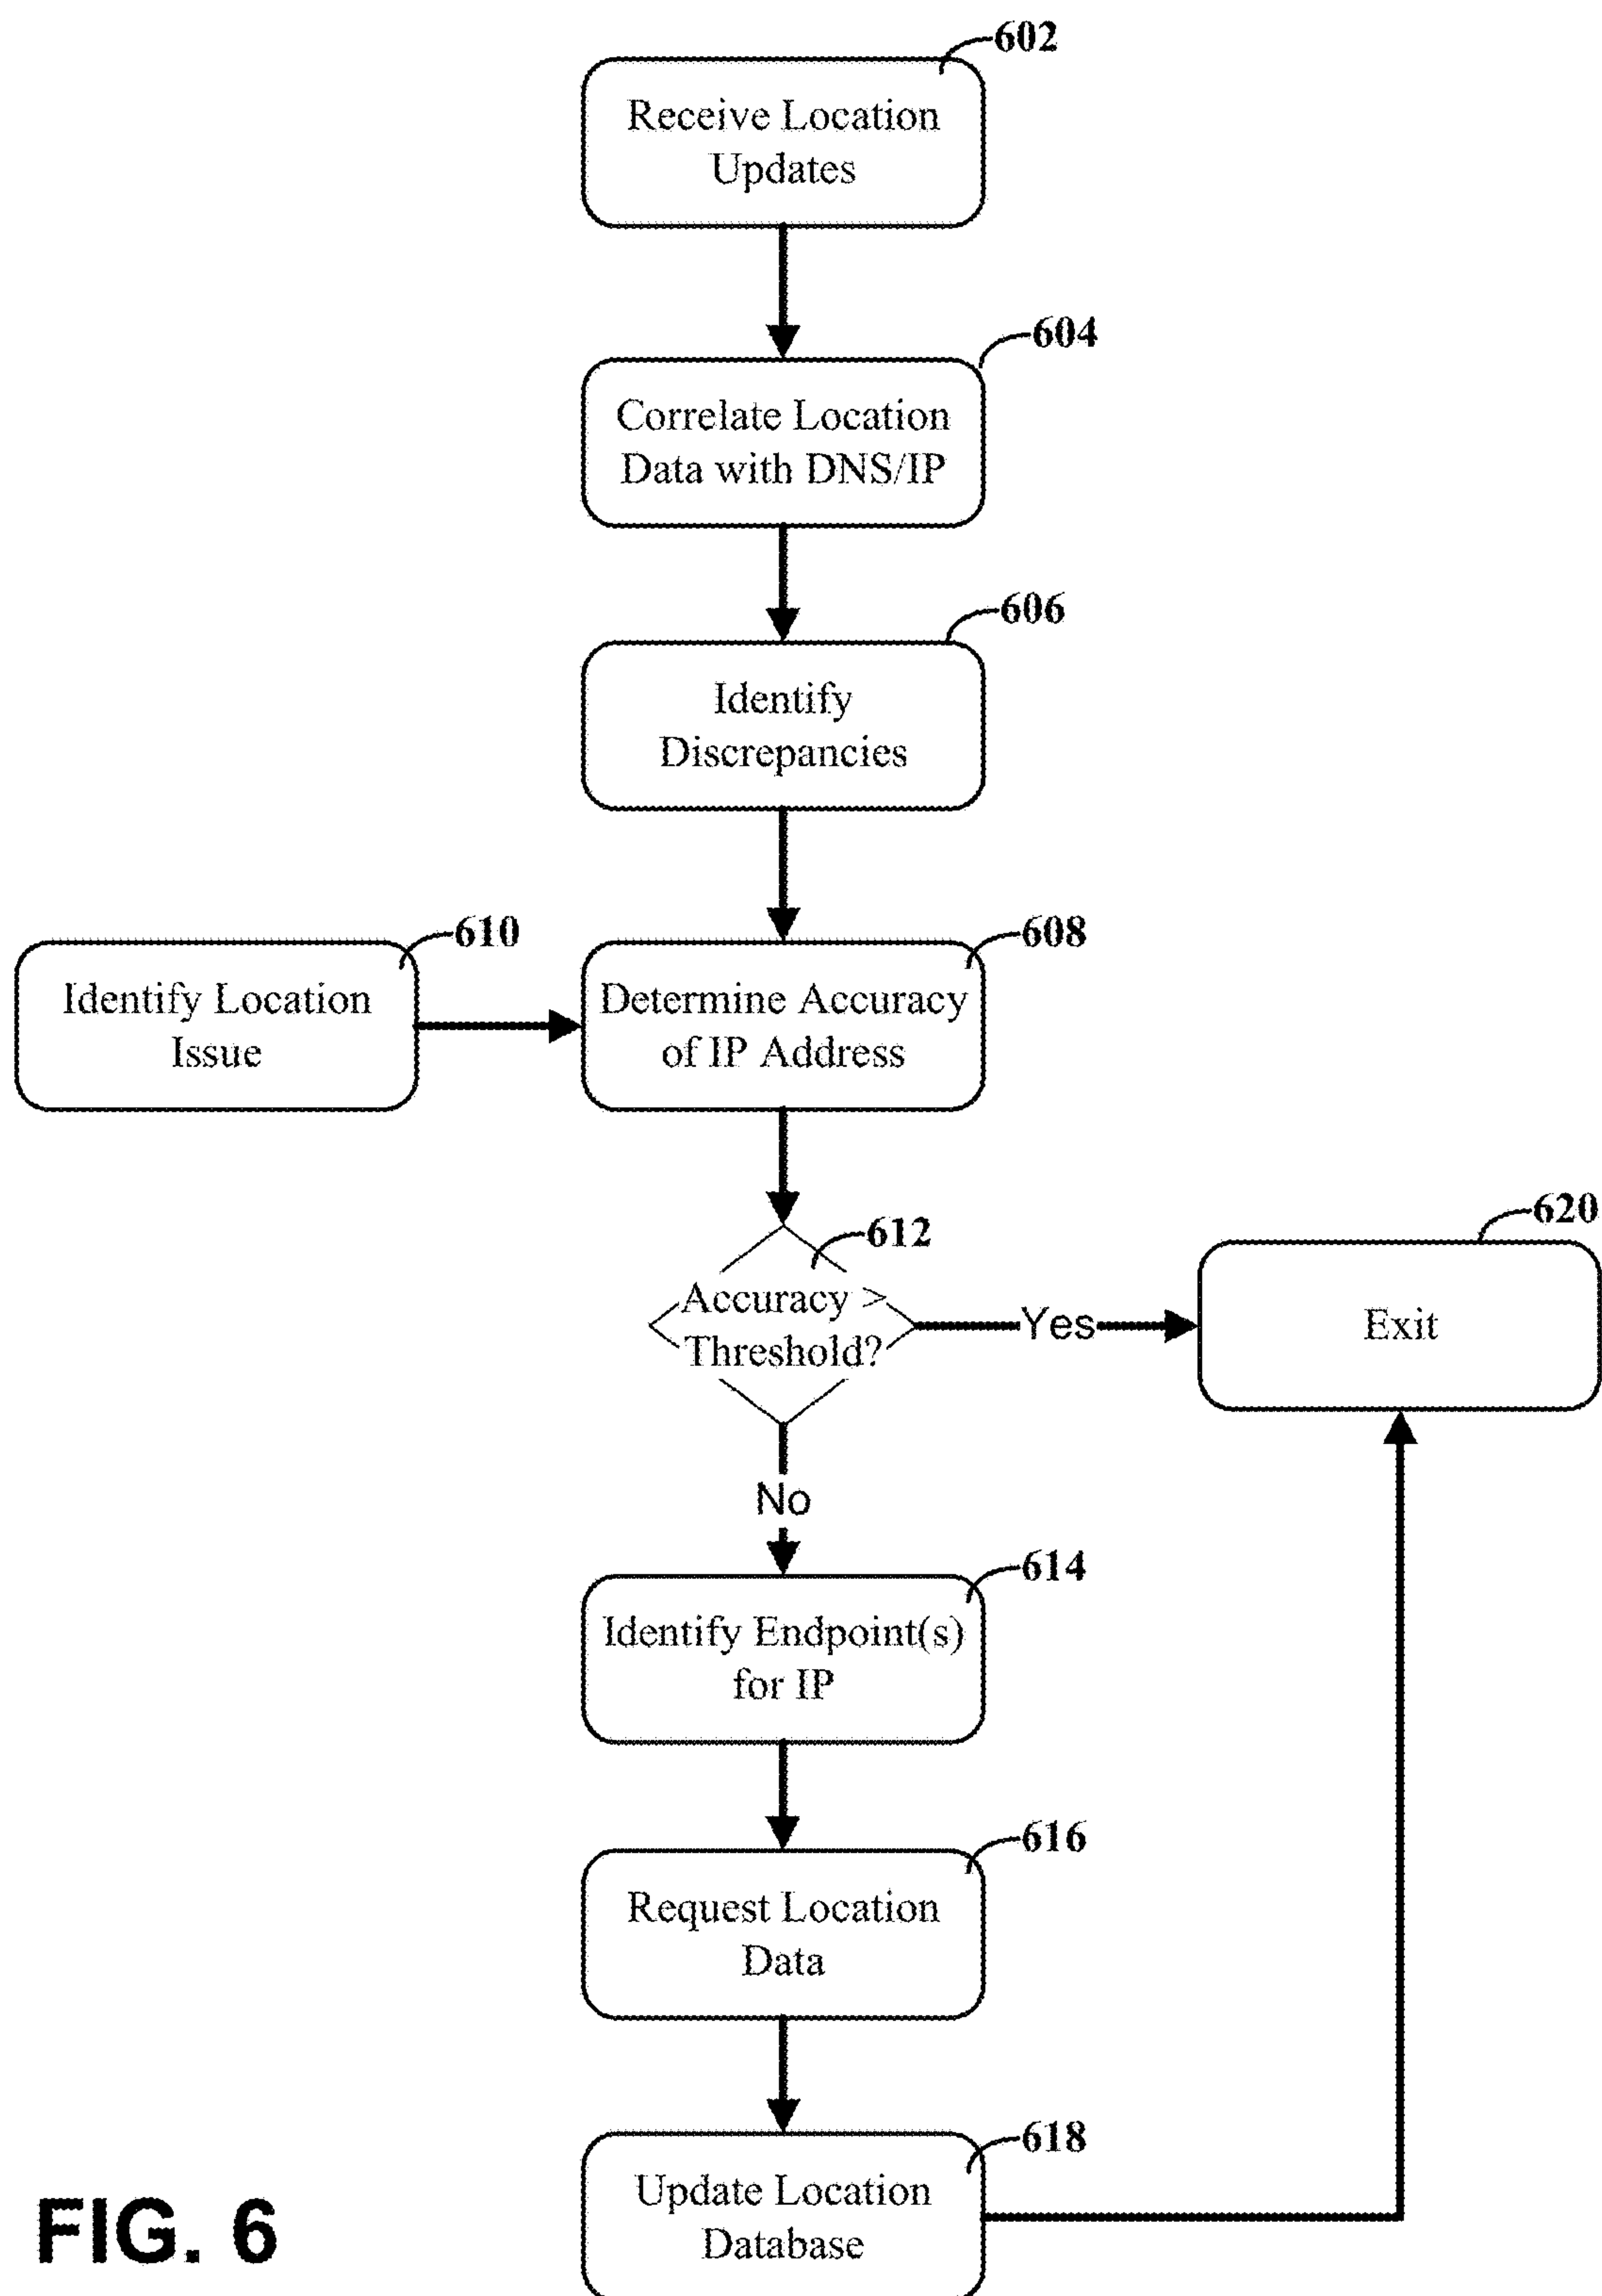 602
Receive Location
Updates
604
Correlate Location
Data with DNS/IP
606
Identify
Discrepancies
610
Identify Location
Issue
608
Determine Accuracy
of IP Address
612
Accuracy >
Threshold?
Yes
620
Exit
No
614
Identify Endpoint(s)
for IP
616
Request Location
Data
618
Update Location
Database
FIG. 6